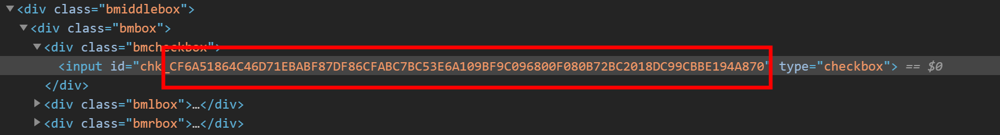 ▼<div class="bmiddlebox">
▼<div class="bmbox">
▼<div class="bmcheckbox">
<input id="chk_CF6A51864C46D71EBABF87DF86CFABC7BC53E6A109BF9C096800F080B72BC2018DC99CBBE194A870" type="checkbox"> == $0
</div>
▶<div class="bmlbox">…</div>
▶<div class="bmrbox">…</div>